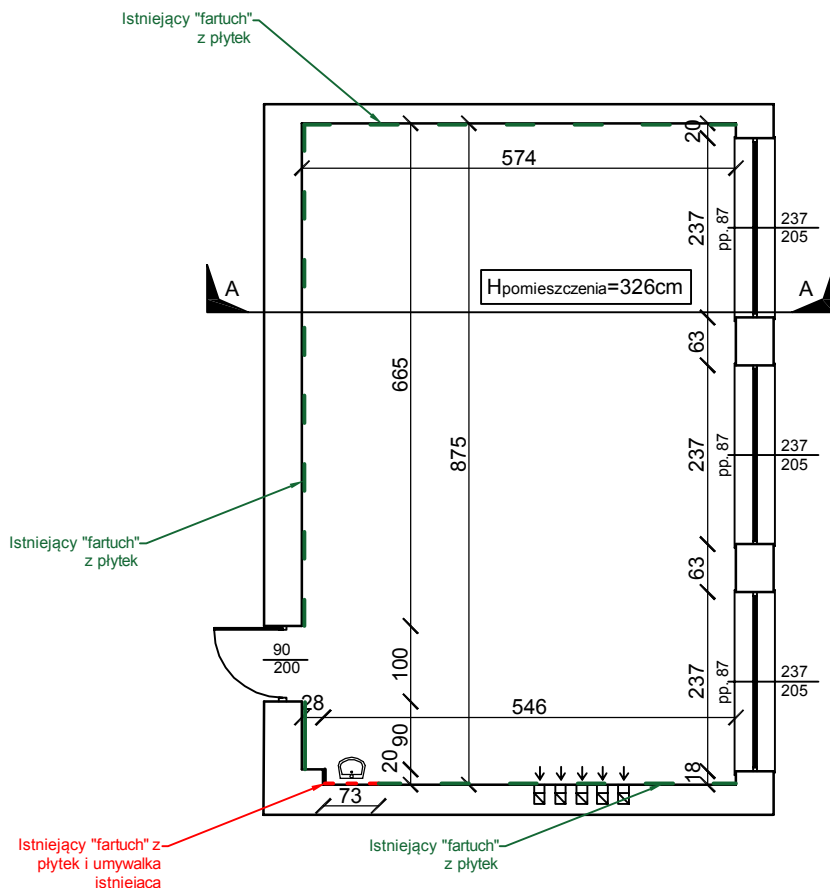 Istniejący "fartuch"
z płytek
20
574
237
pp. 87
237
205
A
Hpomieszczenia=326cm
A
63
665
875
237
pp. 87
237
205
Istniejący "fartuch"
z płytek
63
90
200
100
237
pp. 87
237
205
28
546
90
20
18
73
Istniejący "fartuch" z
płytek i umywalka
istniejąca
Istniejący "fartuch"
z płytek